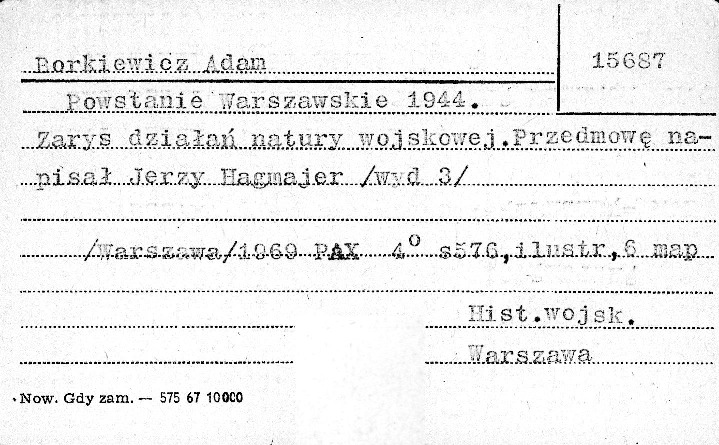 Borkiewicz Adam 15687
Powstanie Warszawskie 1944.
Zarys działań natury wojskowej.Przedmowę na-
pisał Jerzy Hagmajer /wyd 3/
/Warszawa/1969 PAX 4° s576,ilustr,6 map
Hist.wojsk.
Warszawa
Now. Gdy zam. — 575 67 10000